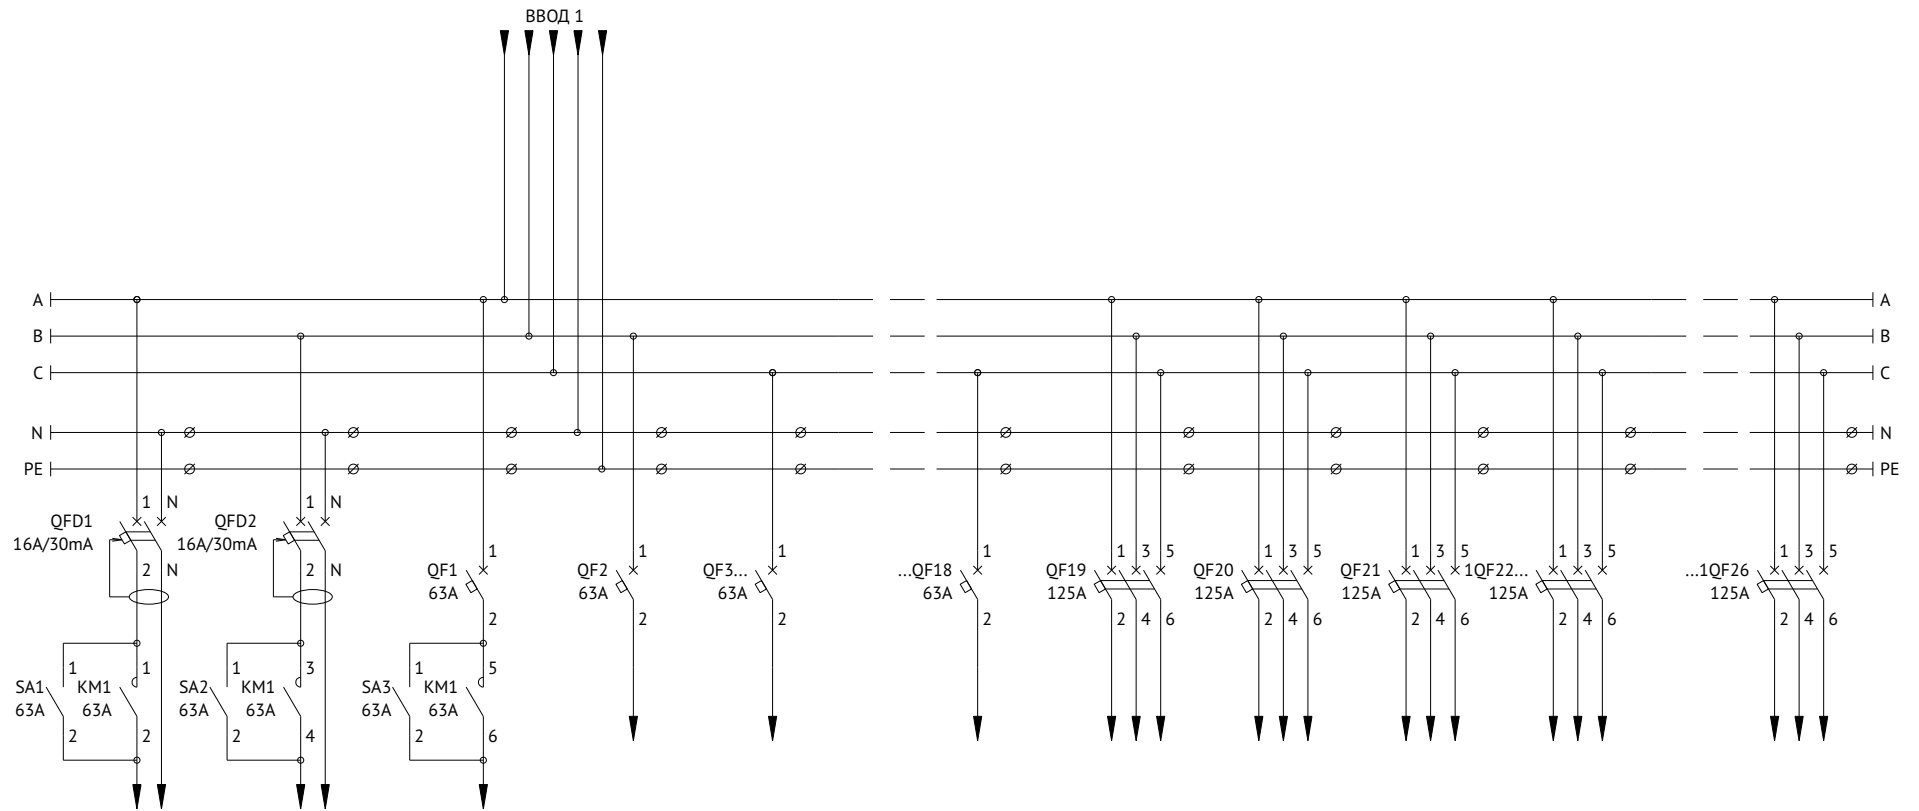 ВВОД 1
A
A
B
B
C
C
N
N
PE
PE
1 N
1 N
QFD1
16A/30mA
QFD2
16A/30mA
2 N
2 N
1
QF1
63A
2
1
QF2
63A
2
1
QF3...
63A
2
1
...QF18
63A
2
1 3 5
QF19
125A
2 4 6
1 3 5
QF20
125A
2 4 6
1 3 5
QF21
125A
2 4 6
1 3 5
1QF22...
125A
2 4 6
1 3 5
...1QF26
125A
2 4 6
1 1
SA1 KM1
63A 63A
2 2
1 3
SA2 KM1
63A 63A
2 4
1 5
SA3 KM1
63A 63A
2 6